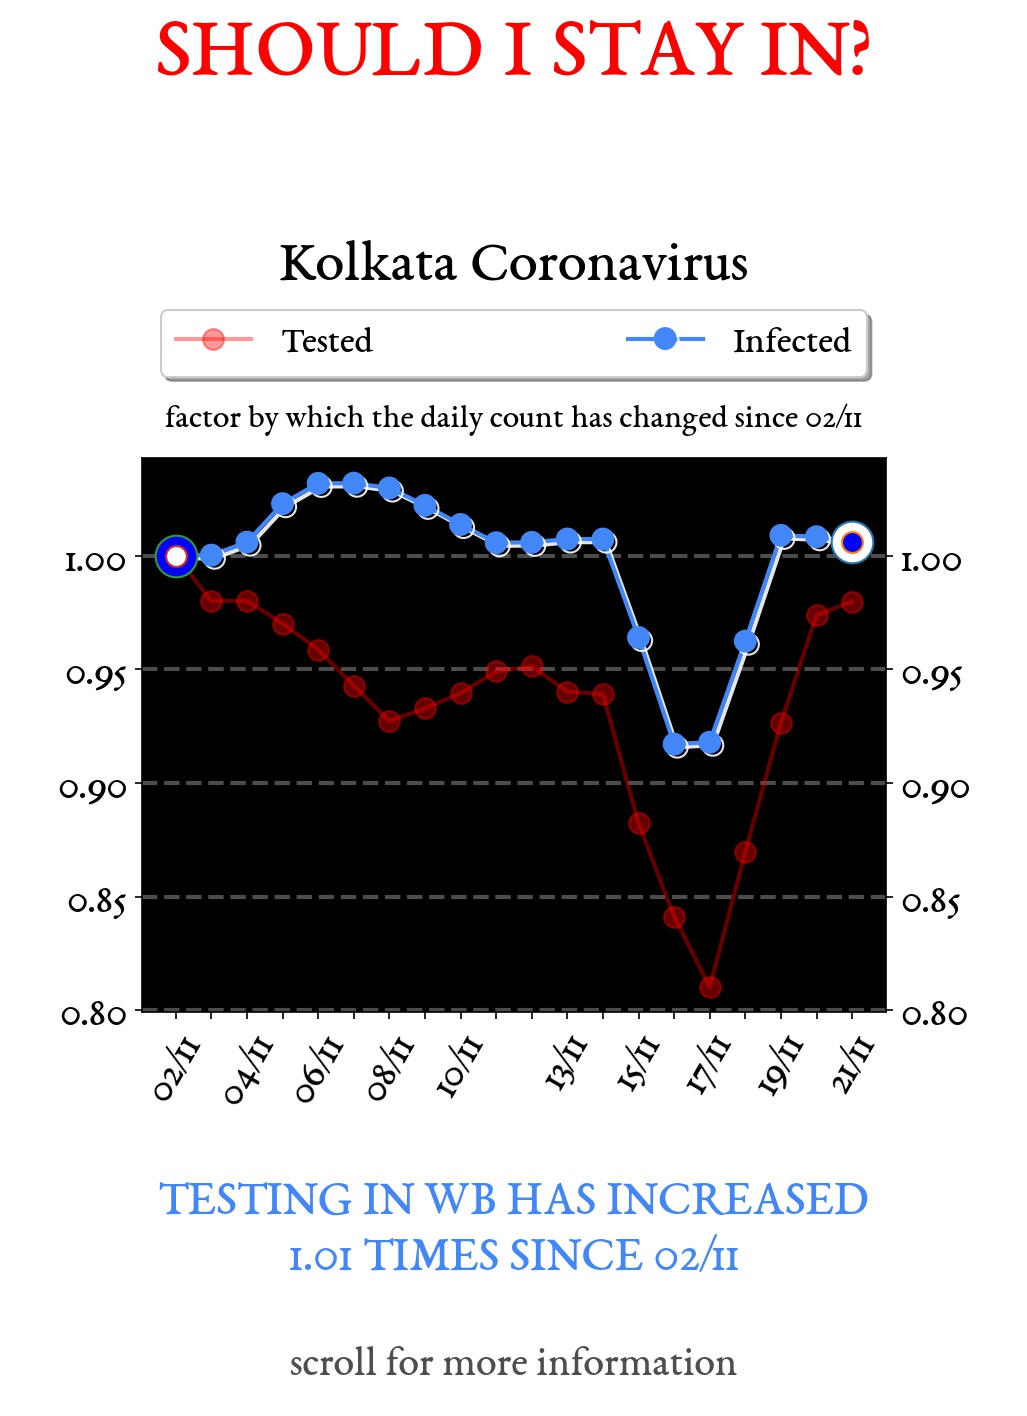 SHOULD I STAY IN?
Kolkata Coronavirus
Tested Infected
factor by which the daily count has changed since 02/11
1.00 1.00
0.95 0.95
0.90 0.90
0.85 0.85
0.80 0.80
02/11 04/11 06/11 08/11 10/11 13/11 15/11 17/11 19/11 21/11
TESTING IN WB HAS INCREASED
1.01 TIMES SINCE 02/11
scroll for more information